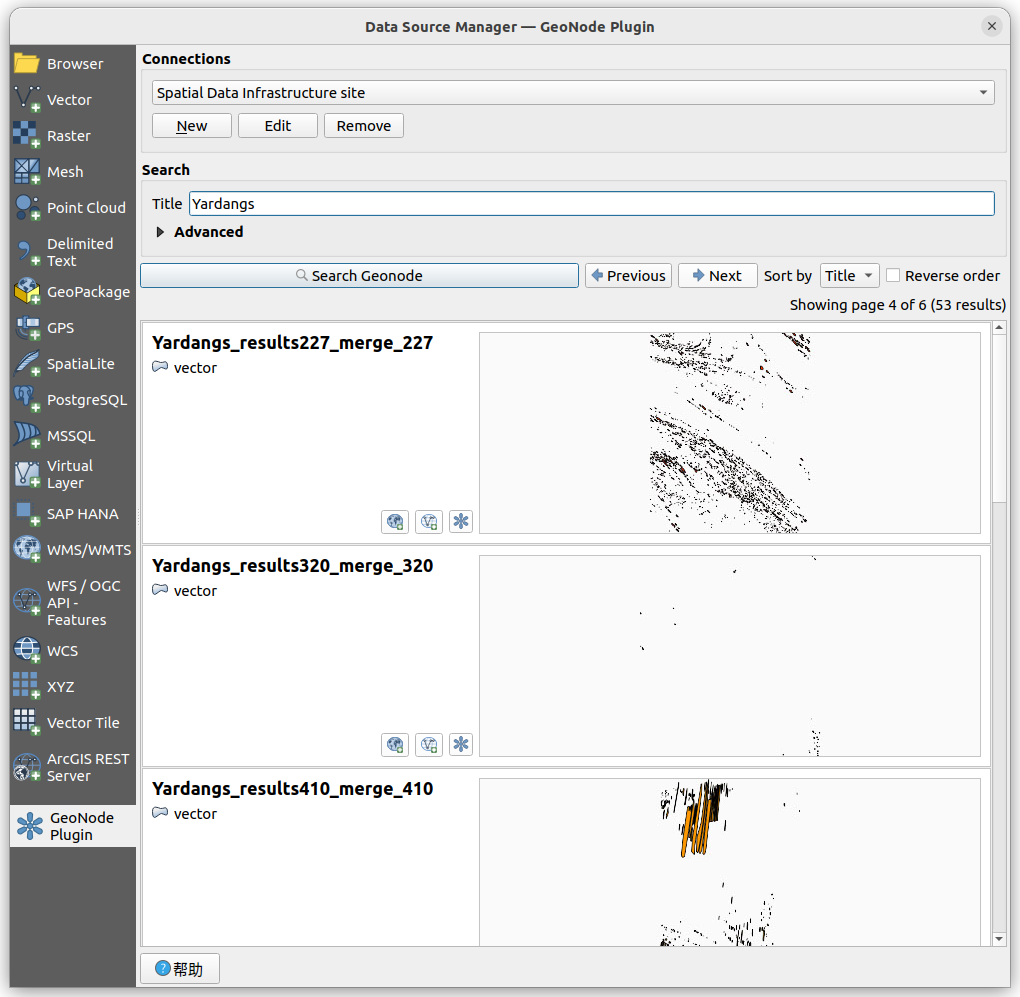 Data Source Manager — GeoNode Plugin
Browser
Vector
Raster
Mesh
Point Cloud
Delimited
Text
GeoPackage
GPS
SpatiaLite
PostgreSQL
MSSQL
Virtual
Layer
SAP HANA
WMS/WMTS
WFS / OGC
API -
Features
WCS
XYZ
Vector Tile
ArcGIS REST
Server
GeoNode
Plugin
Connections
Spatial Data Infrastructure site
New Edit Remove
Search
Title Yardangs
Advanced
Search Geonode Previous Next Sort by Title Reverse order
Showing page 4 of 6 (53 results)
Yardangs_results227_merge_227
vector
Yardangs_results320_merge_320
vector
Yardangs_results410_merge_410
vector
帮助